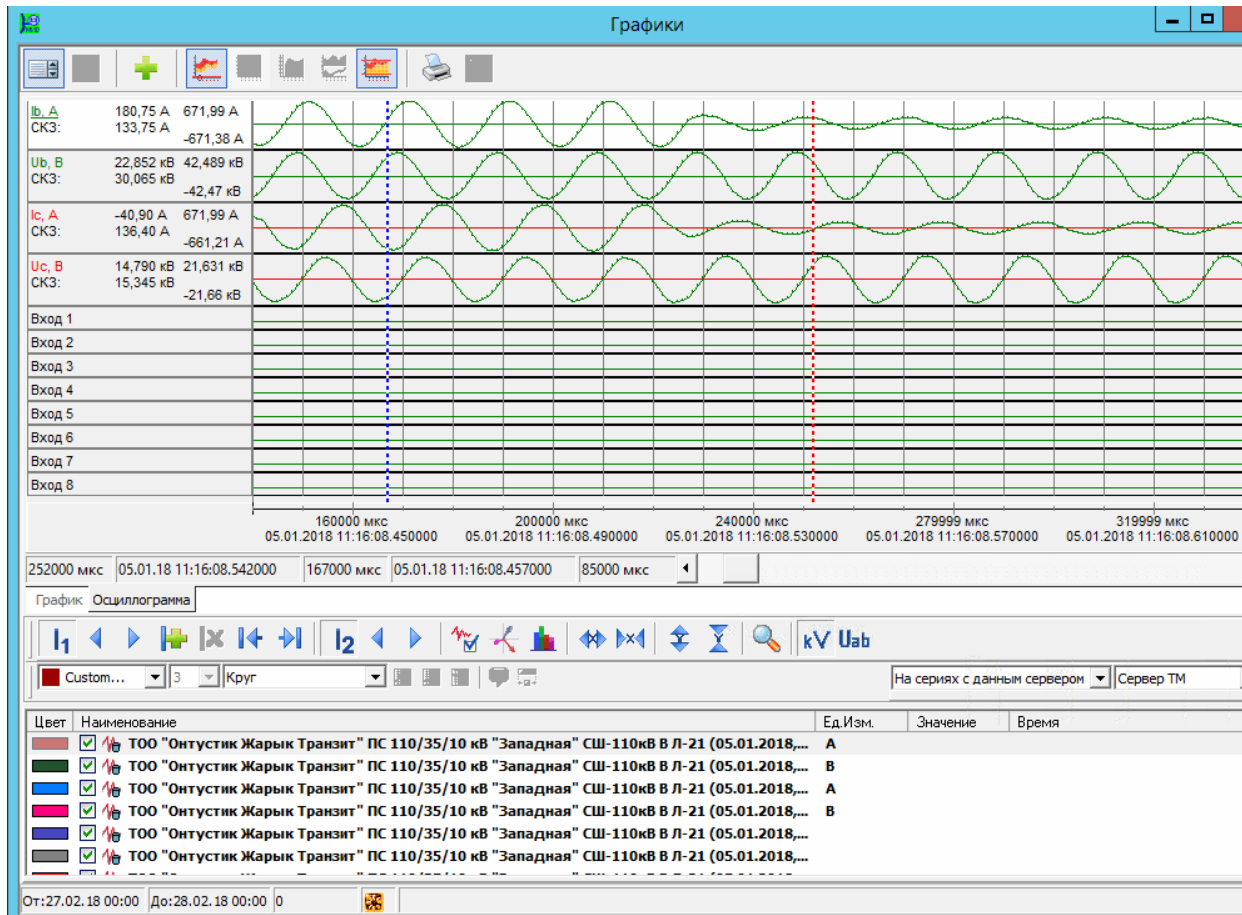 Графики
Ib, А 180,75 А 671,99 А
СКЗ: 133,75 А
-671,38 А
Ub, В 22,852 кВ 42,489 кВ
СКЗ: 30,065 кВ
-42,47 кВ
Ic, А -40,90 А 671,99 А
СКЗ: 136,40 А
-661,21 А
Uc, В 14,790 кВ 21,631 кВ
СКЗ: 15,345 кВ
-21,66 кВ
Вход 1
Вход 2
Вход 3
Вход 4
Вход 5
Вход 6
Вход 7
Вход 8
160000 мкс 200000 мкс 240000 мкс 279999 мкс 319999 мкс
05.01.2018 11:16:08.450000 05.01.2018 11:16:08.490000 05.01.2018 11:16:08.530000 05.01.2018 11:16:08.570000 05.01.2018 11:16:08.610000
252000 мкс 05.01.18 11:16:08.542000 167000 мкс 05.01.18 11:16:08.457000 85000 мкс
График Осциллограмма
I1 I2 kV Uab
Custom... 3 Круг На сериях с данным сервером Сервер ТМ
Цвет Наименование Ед.Изм. Значение Время
ТОО "Онтустик Жарык Транзит" ПС 110/35/10 кВ "Западная" СШ-110кВ В Л-21 (05.01.2018,... А
ТОО "Онтустик Жарык Транзит" ПС 110/35/10 кВ "Западная" СШ-110кВ В Л-21 (05.01.2018,... В
ТОО "Онтустик Жарык Транзит" ПС 110/35/10 кВ "Западная" СШ-110кВ В Л-21 (05.01.2018,... А
ТОО "Онтустик Жарык Транзит" ПС 110/35/10 кВ "Западная" СШ-110кВ В Л-21 (05.01.2018,... В
ТОО "Онтустик Жарык Транзит" ПС 110/35/10 кВ "Западная" СШ-110кВ В Л-21 (05.01.2018,...
ТОО "Онтустик Жарык Транзит" ПС 110/35/10 кВ "Западная" СШ-110кВ В Л-21 (05.01.2018,...
От:27.02.18 00:00 До:28.02.18 00:00 0